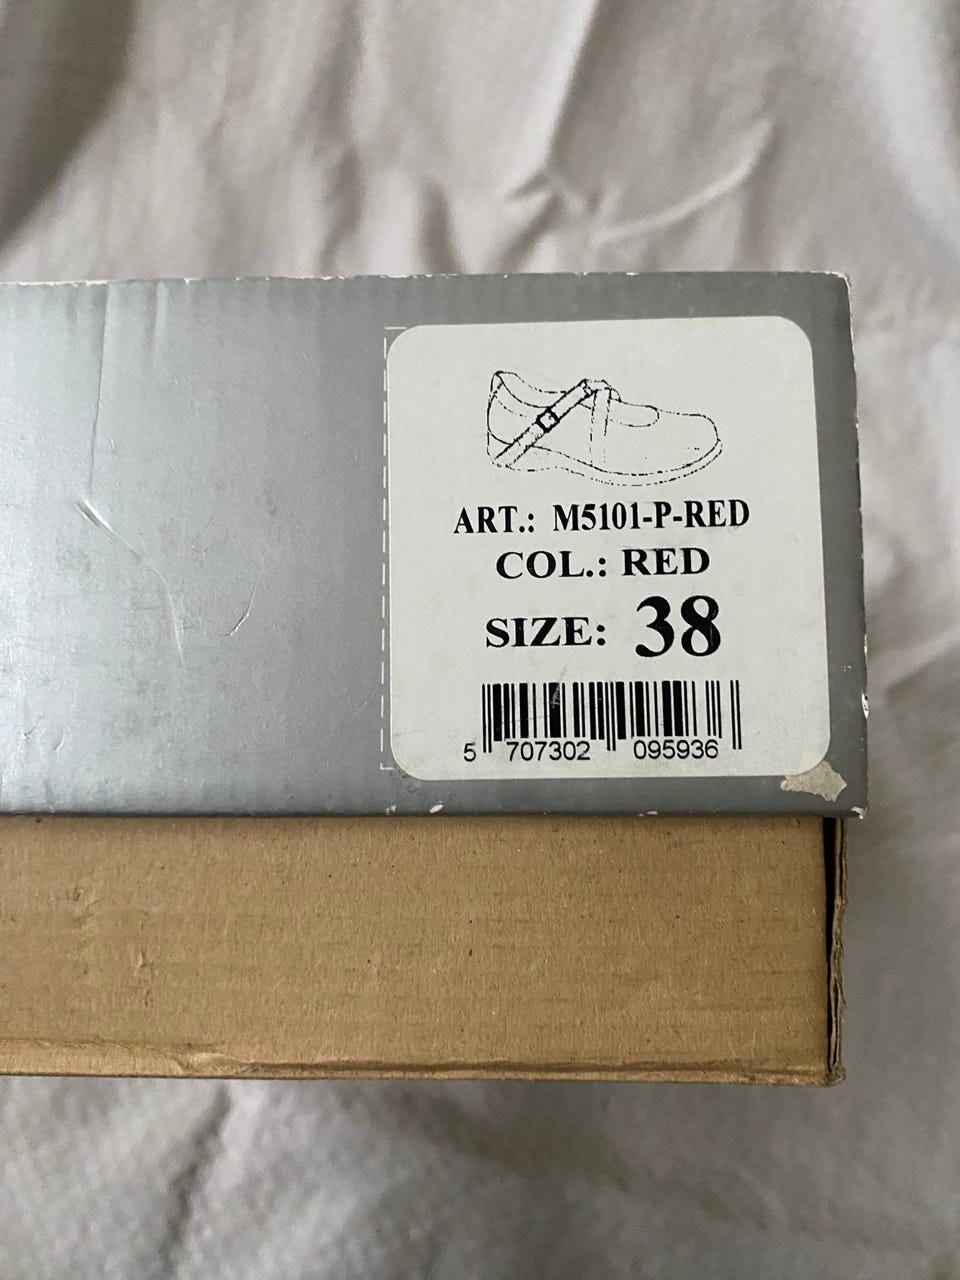 ART.: M5101-P-RED
COL.: RED
SIZE: 38
5 707302 095936